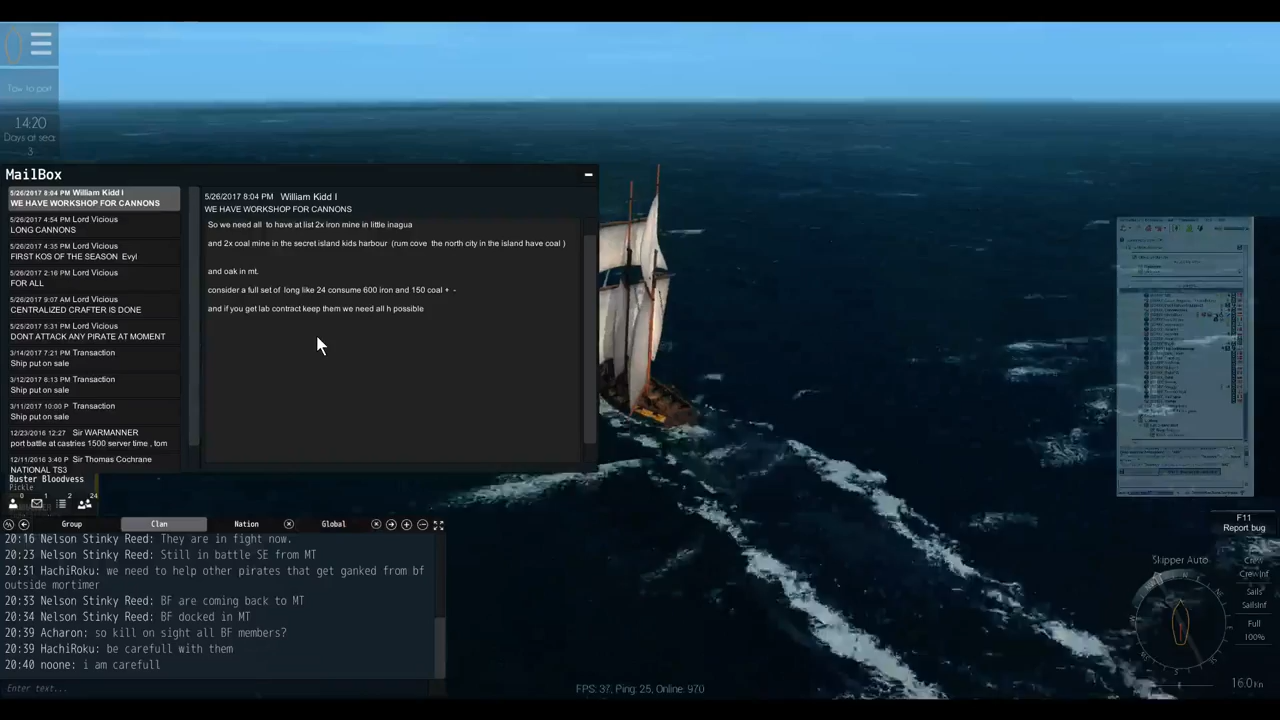 Tow to port
14:20
Days at sea:
3
MailBox
5/26/2017 8:04 PM William Kidd I
WE HAVE WORKSHOP FOR CANNONS
5/26/2017 4:54 PM Lord Vicious
LONG CANNONS
5/26/2017 4:35 PM Lord Vicious
FIRST KOS OF THE SEASON Evyl
5/26/2017 2:16 PM Lord Vicious
FOR ALL
5/26/2017 9:07 AM Lord Vicious
CENTRALIZED CRAFTER IS DONE
5/25/2017 5:31 PM Lord Vicious
DONT ATTACK ANY PIRATE AT MOMENT
3/14/2017 7:21 PM Transaction
Ship put on sale
3/12/2017 8:13 PM Transaction
Ship put on sale
3/11/2017 10:00 P Transaction
Ship put on sale
12/23/2016 12:27 Sir WARMANNER
port battle at castries 1500 server time , tom
12/11/2016 3:40 P Sir Thomas Cochrane
NATIONAL TS3
5/26/2017 8:04 PM William Kidd I
WE HAVE WORKSHOP FOR CANNONS
So we need all to have at list 2x iron mine in little inagua
and 2x coal mine in the secret island kids harbour (rum cove the north city in the island have coal )
and oak in mt.
consider a full set of long like 24 consume 600 iron and 150 coal + -
and if you get lab contract keep them we need all h possible
Buster Bloodvess
Pickle
0 1 2 24
Group Clan Nation Global
20:16 Nelson Stinky Reed: They are in fight now.
20:23 Nelson Stinky Reed: Still in battle SE from MT
20:31 HachiRoku: we need to help other pirates that get ganked from bf
outside mortimer
20:33 Nelson Stinky Reed: BF are coming back to MT
20:34 Nelson Stinky Reed: BF docked in MT
20:39 Acharon: so kill on sight all BF members?
20:39 HachiRoku: be carefull with them
20:40 noone: i am carefull
Enter text...
FPS: 37, Ping: 25, Online: 970
F11
Report bug
Skipper Auto
Crew
CrewInf
Sails
SailsInf
Full
100%
16.0 Kn